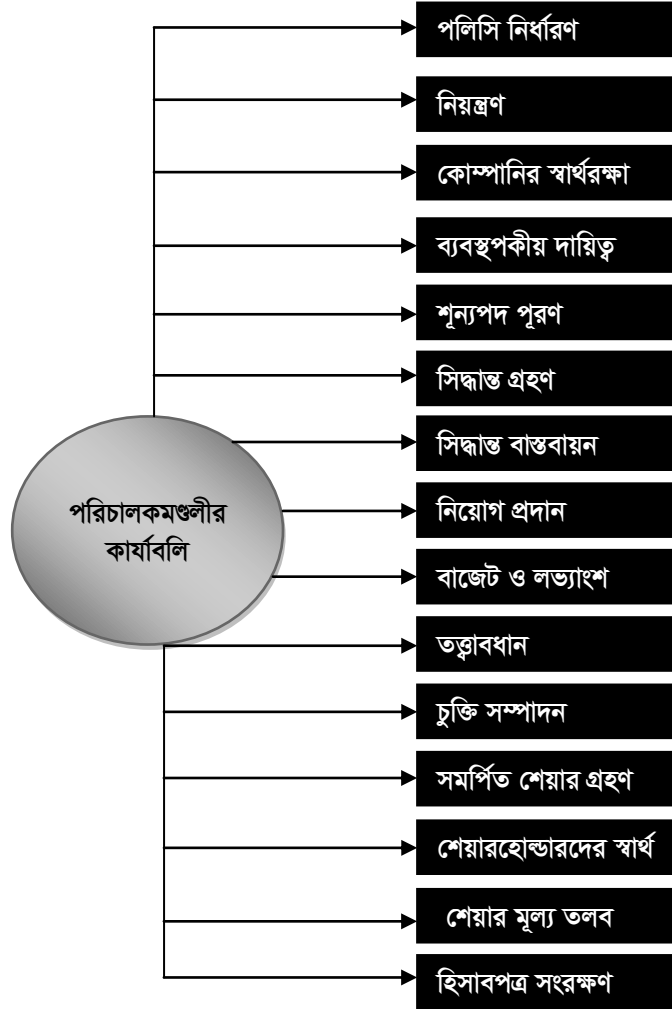 পলিসি নির্ধারণ
নিয়ন্ত্রণ
কোম্পানির স্বার্থরক্ষা
ব্যবস্থপকীয় দায়িত্ব
শূন্যপদ পূরণ
সিদ্ধান্ত গ্রহণ
সিদ্ধান্ত বাস্তবায়ন
পরিচালকমণ্ডলীর
কার্যাবলি
নিয়োগ প্রদান
বাজেট ও লভ্যাংশ
তত্ত্বাবধান
চুক্তি সম্পাদন
সমর্পিত শেয়ার গ্রহণ
শেয়ারহোল্ডারদের স্বার্থ
শেয়ার মূল্য তলব
হিসাবপত্র সংরক্ষণ